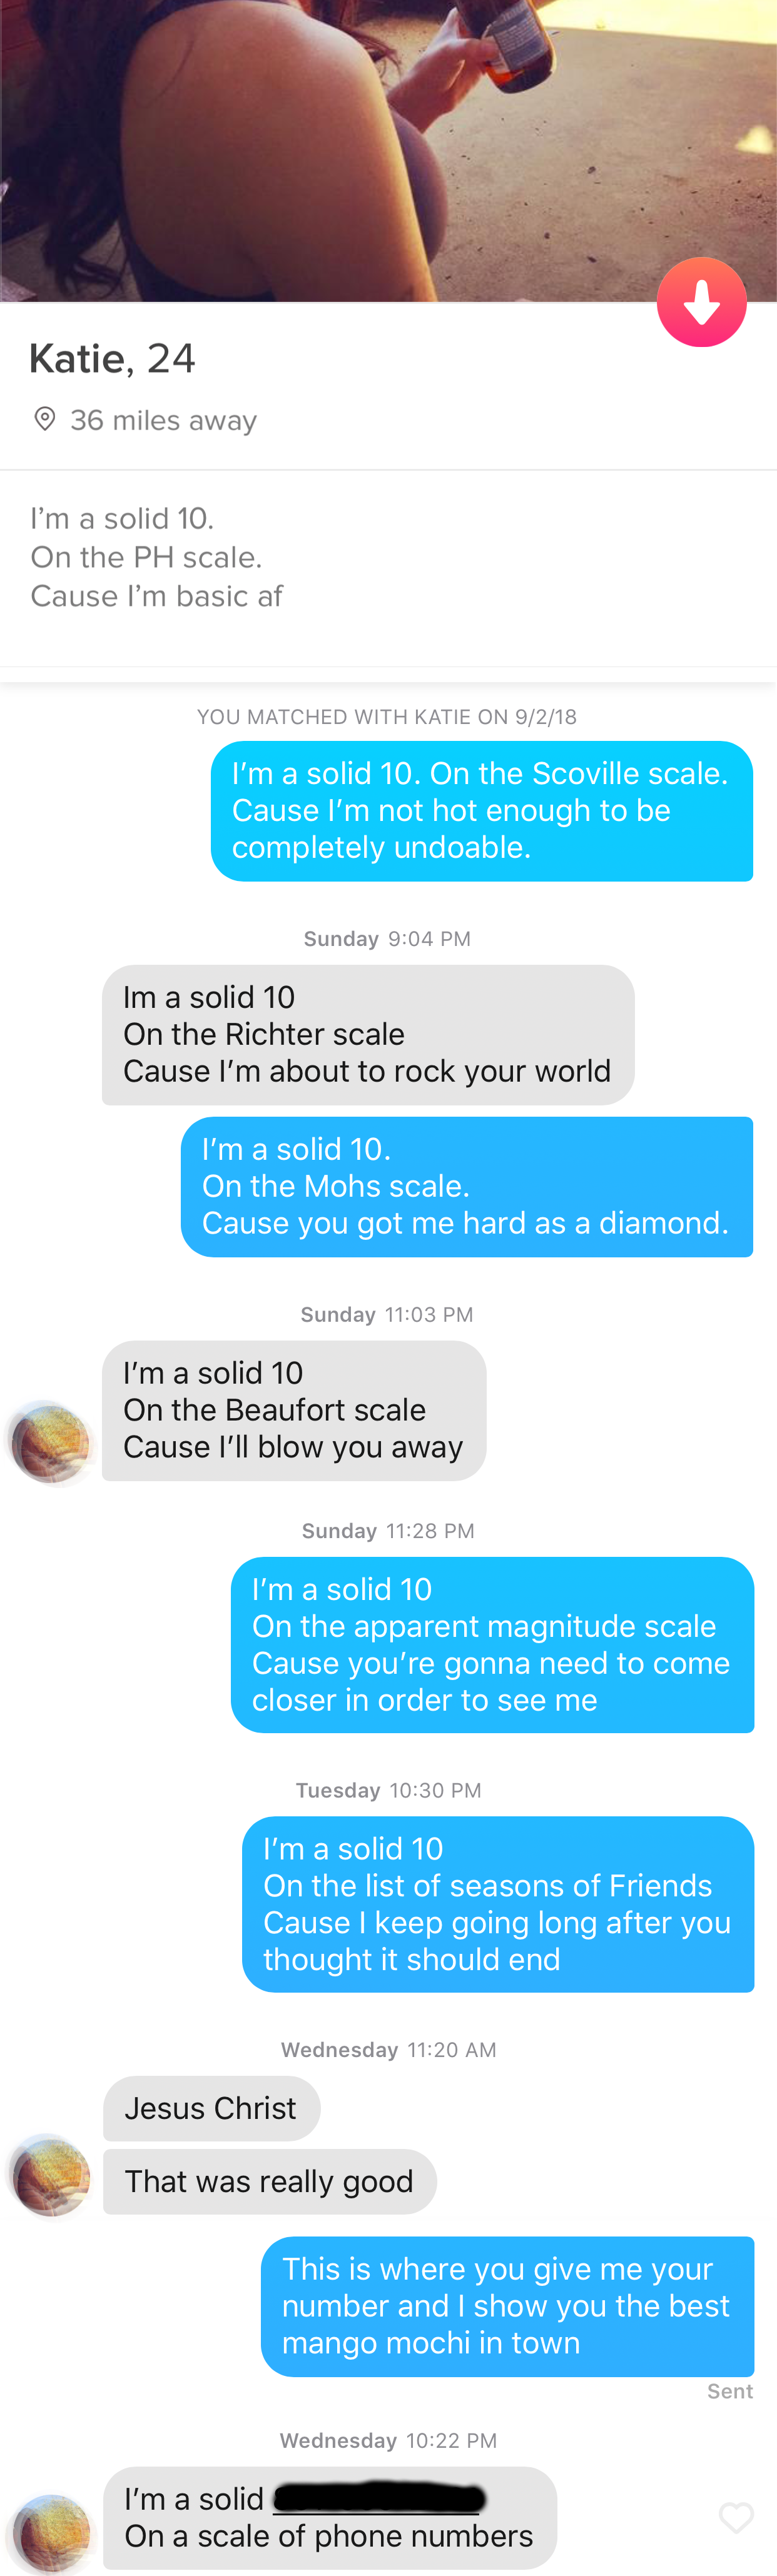 Katie, 24
36 miles away
I'm a solid 10.
On the PH scale.
Cause I'm basic af
YOU MATCHED WITH KATIE ON 9/2/18
I'm a solid 10. On the Scoville scale.
Cause I'm not hot enough to be
completely undoable.
Sunday 9:04 PM
Im a solid 10
On the Richter scale
Cause I'm about to rock your world
I'm a solid 10.
On the Mohs scale.
Cause you got me hard as a diamond.
Sunday 11:03 PM
I'm a solid 10
On the Beaufort scale
Cause I'll blow you away
Sunday 11:28 PM
I'm a solid 10
On the apparent magnitude scale
Cause you're gonna need to come
closer in order to see me
Tuesday 10:30 PM
I'm a solid 10
On the list of seasons of Friends
Cause I keep going long after you
thought it should end
Wednesday 11:20 AM
Jesus Christ
That was really good
This is where you give me your
number and I show you the best
mango mochi in town
Sent
Wednesday 10:22 PM
I'm a solid
On a scale of phone numbers